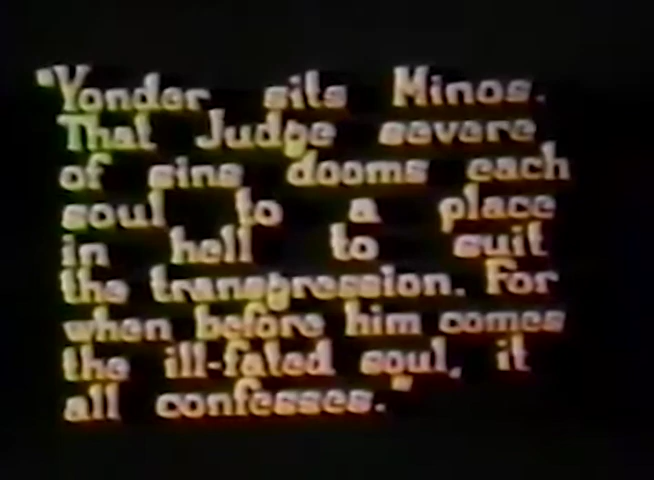 "Yonder sits Minos.
That Judge severe
of sins dooms each
soul to a place
in hell to suit
the transgression. For
when before him comes
the ill-fated soul, it
all confesses."